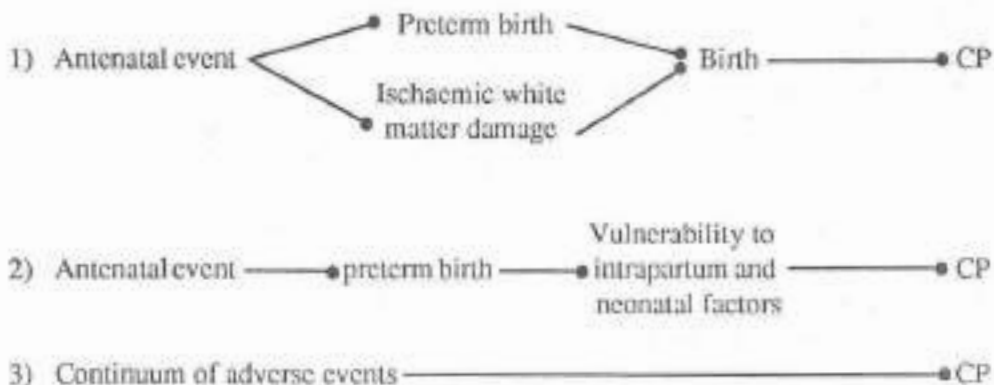 Preterm birth
1) Antenatal event
Birth
CP
Ischaemic white
matter damage
Vulnerability to
2) Antenatal event
preterm birth
intrapartum and
CP
neonatal factors
3) Continuum of adverse events
CP